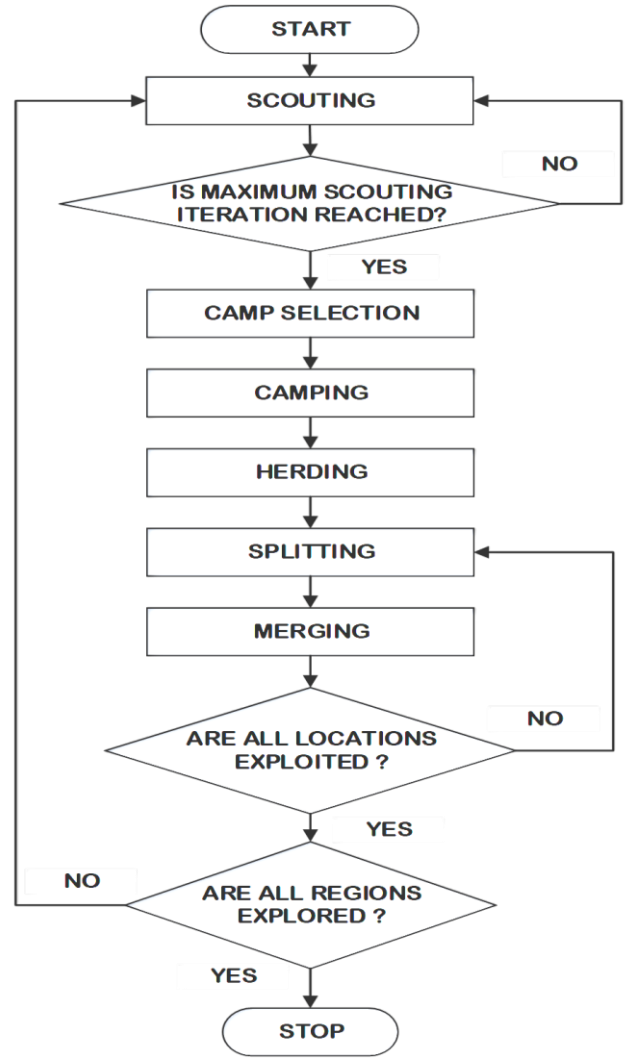 START
SCOUTING
NO
IS MAXIMUM SCOUTING
ITERATION REACHED?
YES
CAMP SELECTION
CAMPING
HERDING
SPLITTING
MERGING
NO
ARE ALL LOCATIONS
EXPLOITED ?
YES
NO
ARE ALL REGIONS
EXPLORED ?
YES
STOP